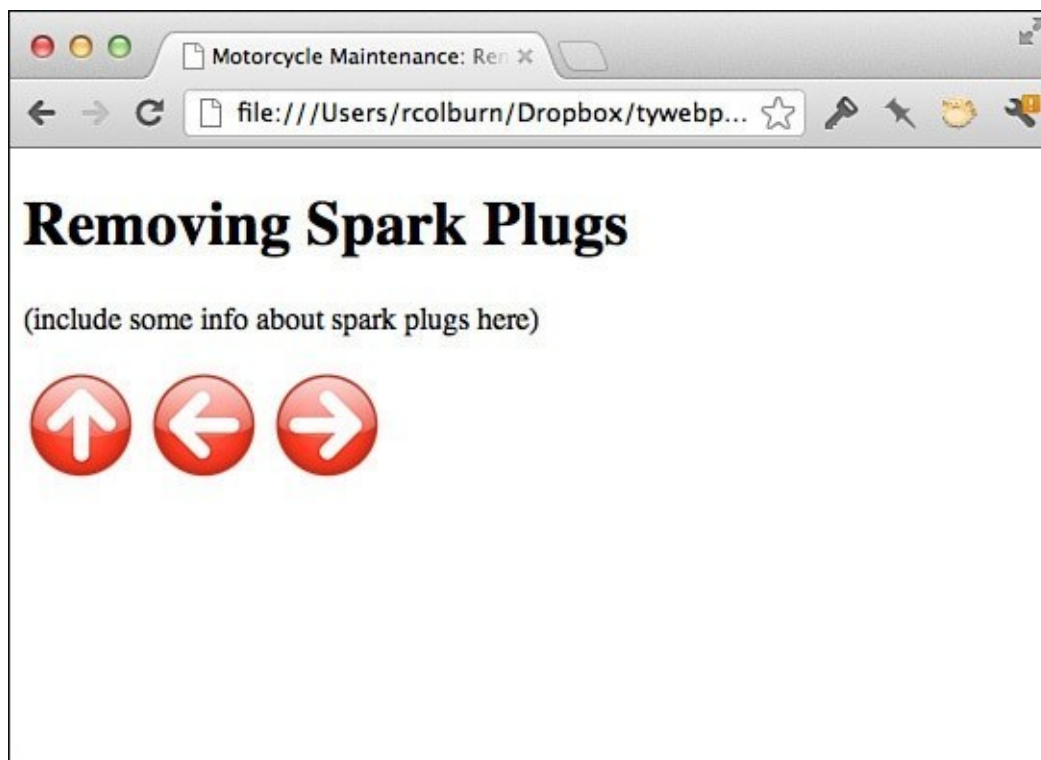 Motorcycle Maintenance: Ren
file:///Users/rcolburn/Dropbox/tywebp...
Removing Spark Plugs
(include some info about spark plugs here)